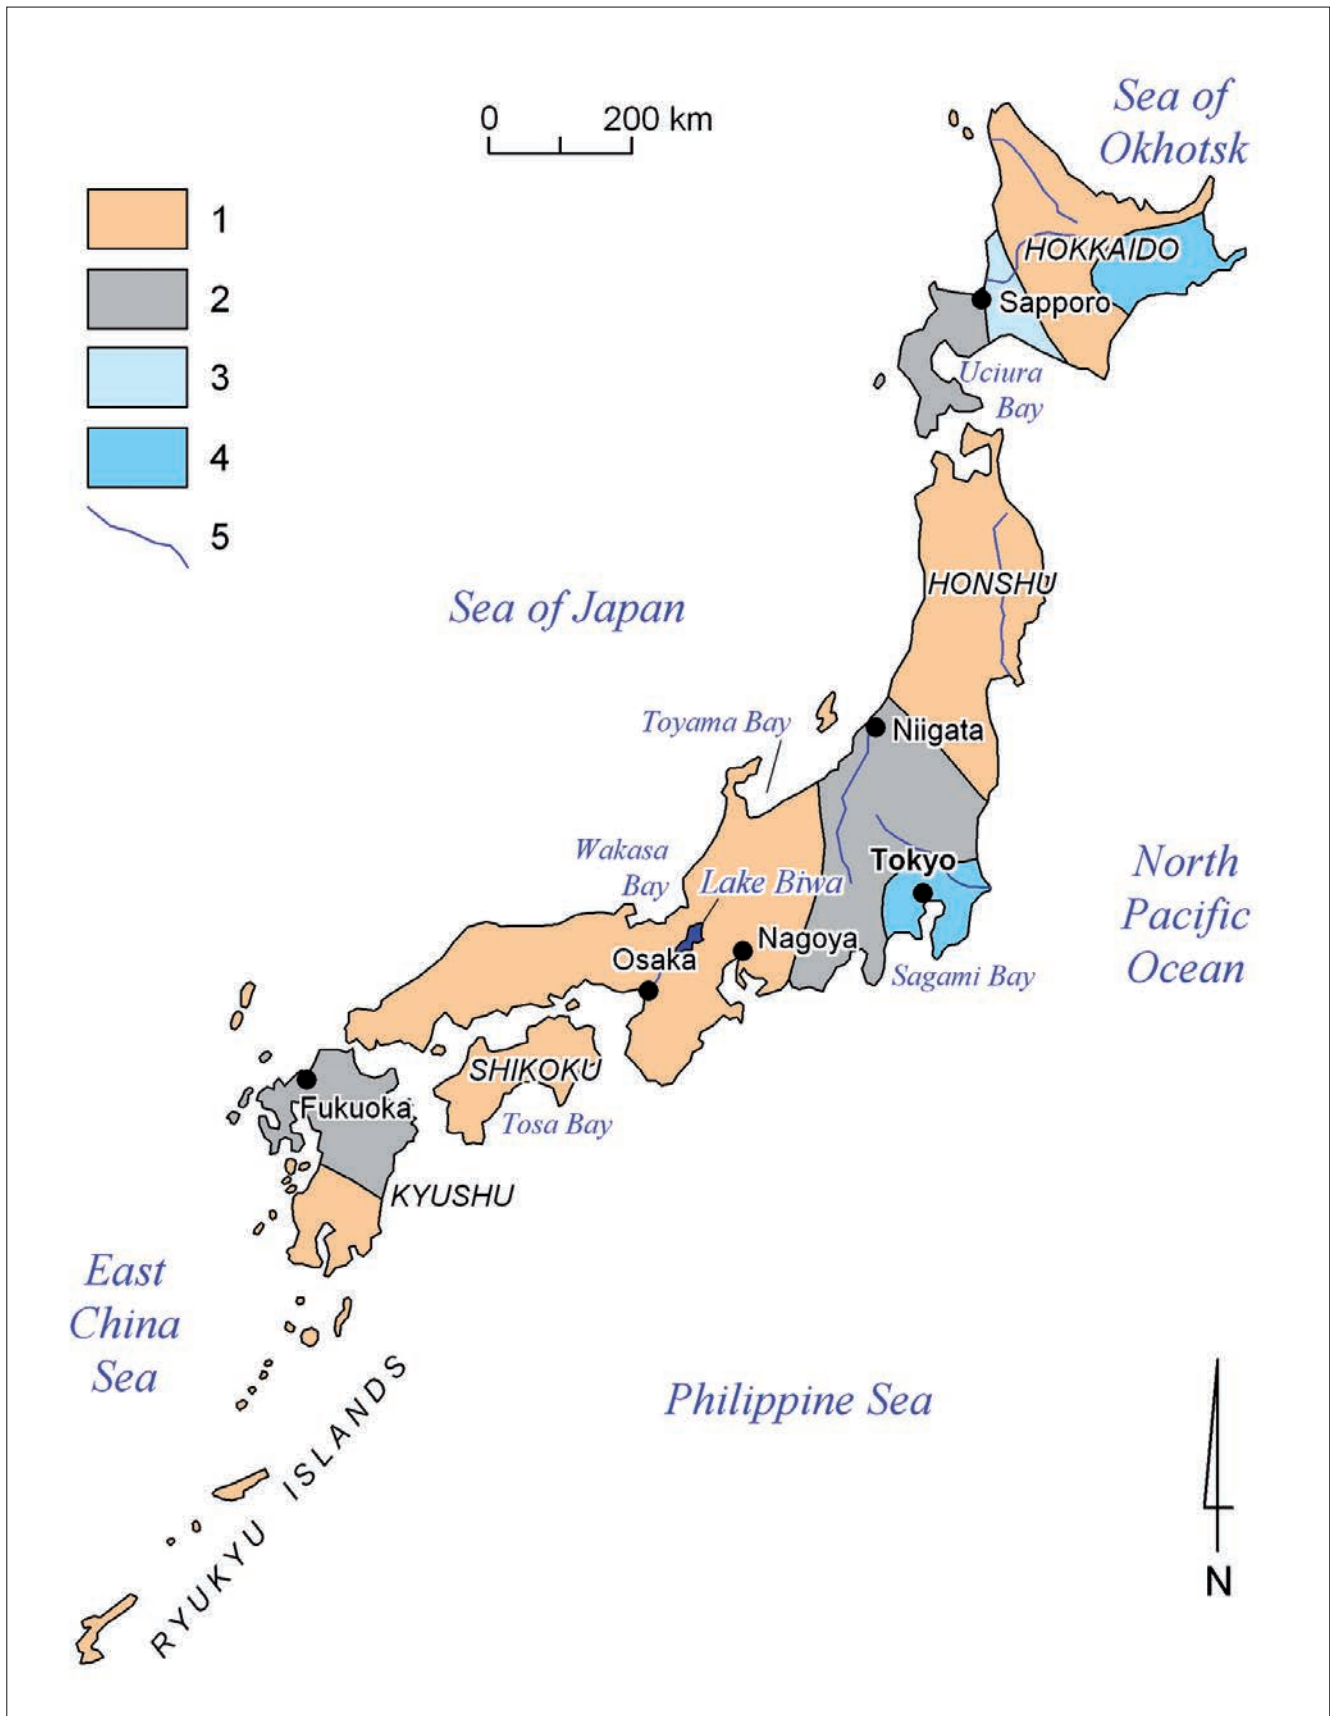 Sea of
Okhotsk
0 200 km
1
2
3
4
5
HOKKAIDO
Sapporo
Uciura
Bay
HONSHU
Sea of Japan
Toyama Bay
Niigata
Wakasa
Bay
Lake Biwa
Tokyo
North
Pacific
Ocean
Nagoya
Osaka
Sagami Bay
SHIKOKU
Fukuoka
Tosa Bay
KYUSHU
East
China
Sea
Philippine Sea
RYUKYU ISLANDS
N